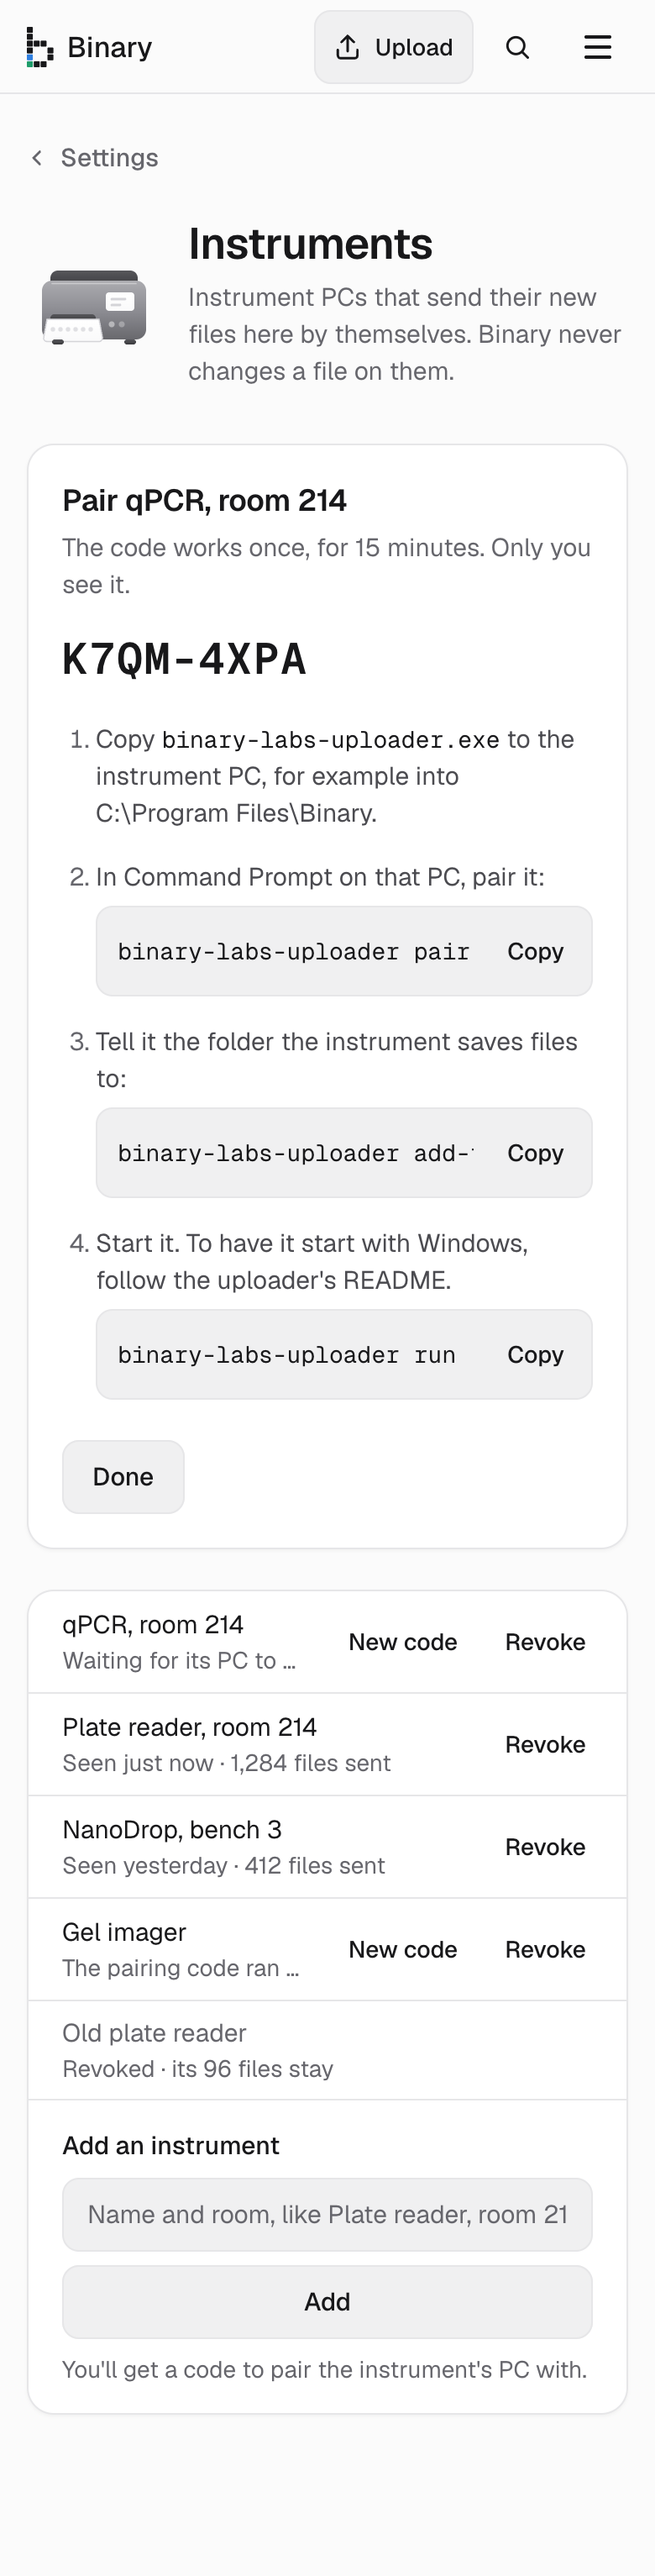 Binary
Upload
Settings
Instruments
Instrument PCs that send their new
files here by themselves. Binary never
changes a file on them.
Pair qPCR, room 214
The code works once, for 15 minutes. Only you
see it.
K7QM-4XPA
1. Copy binary-labs-uploader.exe to the
instrument PC, for example into
C:\Program Files\Binary.
2. In Command Prompt on that PC, pair it:
binary-labs-uploader pair Copy
3. Tell it the folder the instrument saves files
to:
binary-labs-uploader add- Copy
4. Start it. To have it start with Windows,
follow the uploader's README.
binary-labs-uploader run Copy
Done
qPCR, room 214
Waiting for its PC to ...
New code Revoke
Plate reader, room 214
Seen just now · 1,284 files sent
Revoke
NanoDrop, bench 3
Seen yesterday · 412 files sent
Revoke
Gel imager
The pairing code ran ...
New code Revoke
Old plate reader
Revoked · its 96 files stay
Add an instrument
Name and room, like Plate reader, room 21
Add
You'll get a code to pair the instrument's PC with.